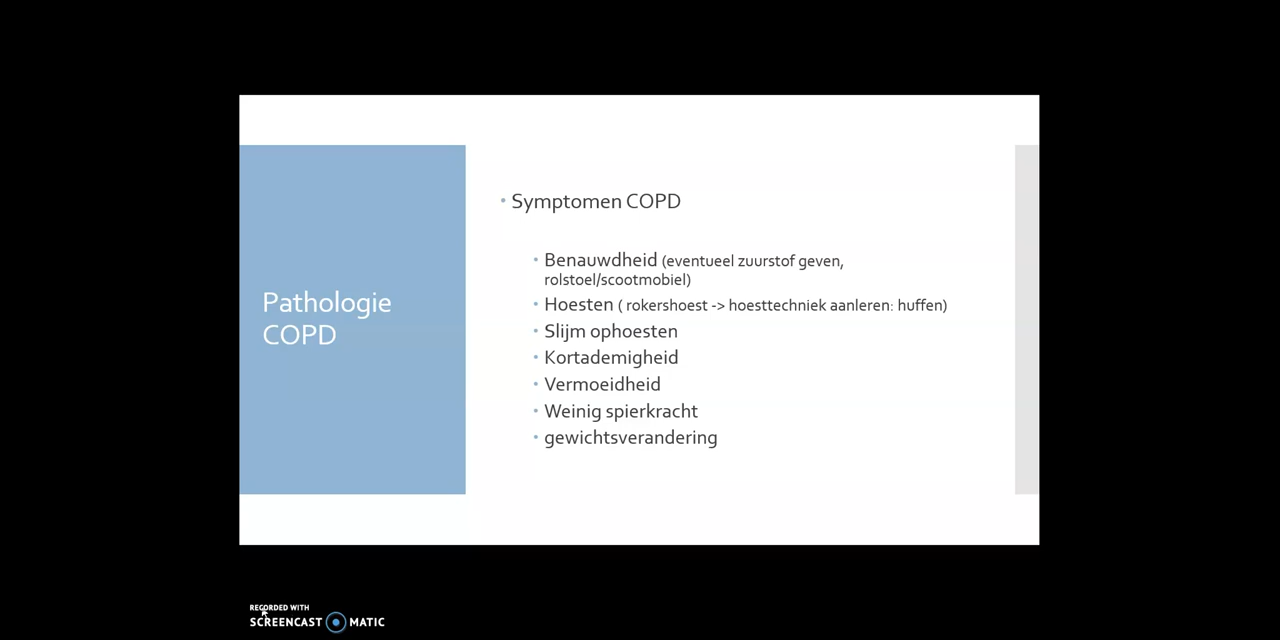 Pathologie
COPD
• Symptomen COPD
• Benauwdheid (eventueel zuurstof geven,
rolstoel/scootmobiel)
• Hoesten ( rokershoest -> hoesttechniek aanleren: huffen)
• Slijm ophoesten
• Kortademigheid
• Vermoeidheid
• Weinig spierkracht
• gewichtsverandering
RECORDED WITH
SCREENCAST MATIC